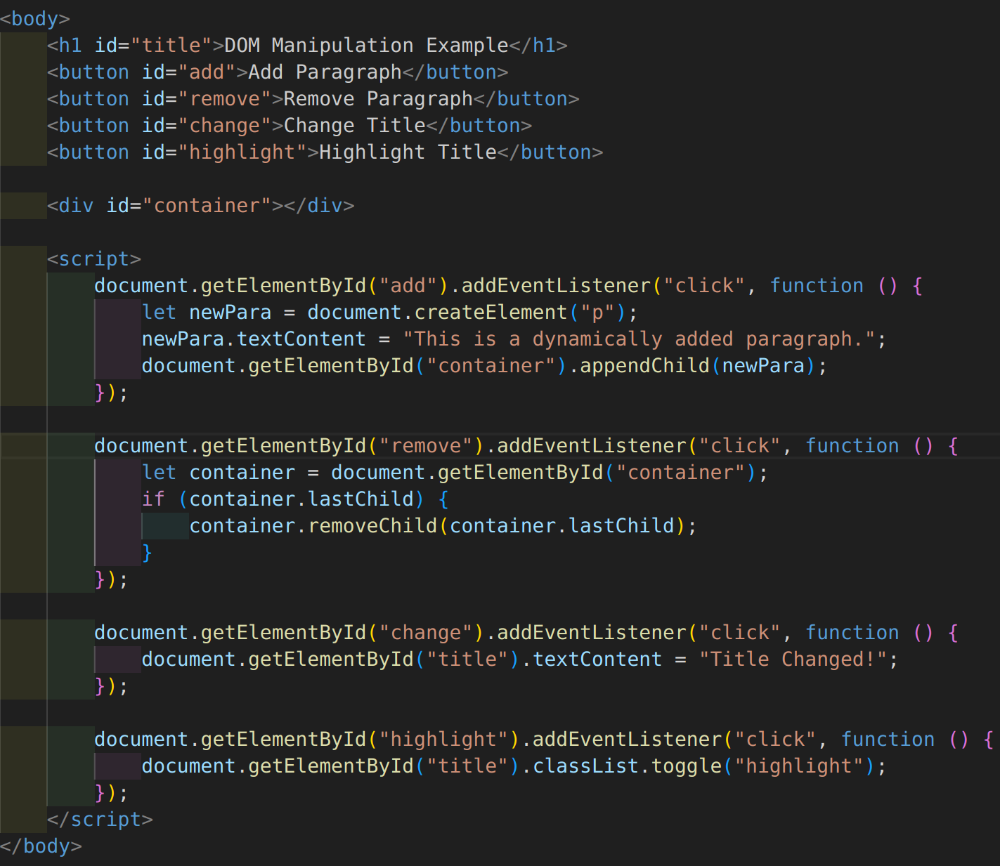 <body>
    <h1 id="title">DOM Manipulation Example</h1>
    <button id="add">Add Paragraph</button>
    <button id="remove">Remove Paragraph</button>
    <button id="change">Change Title</button>
    <button id="highlight">Highlight Title</button>

    <div id="container"></div>

    <script>
        document.getElementById("add").addEventListener("click", function () {
            let newPara = document.createElement("p");
            newPara.textContent = "This is a dynamically added paragraph.";
            document.getElementById("container").appendChild(newPara);
        });

        document.getElementById("remove").addEventListener("click", function () {
            let container = document.getElementById("container");
            if (container.lastChild) {
                container.removeChild(container.lastChild);
            }
        });

        document.getElementById("change").addEventListener("click", function () {
            document.getElementById("title").textContent = "Title Changed!";
        });

        document.getElementById("highlight").addEventListener("click", function () {
            document.getElementById("title").classList.toggle("highlight");
        });
    </script>
</body>